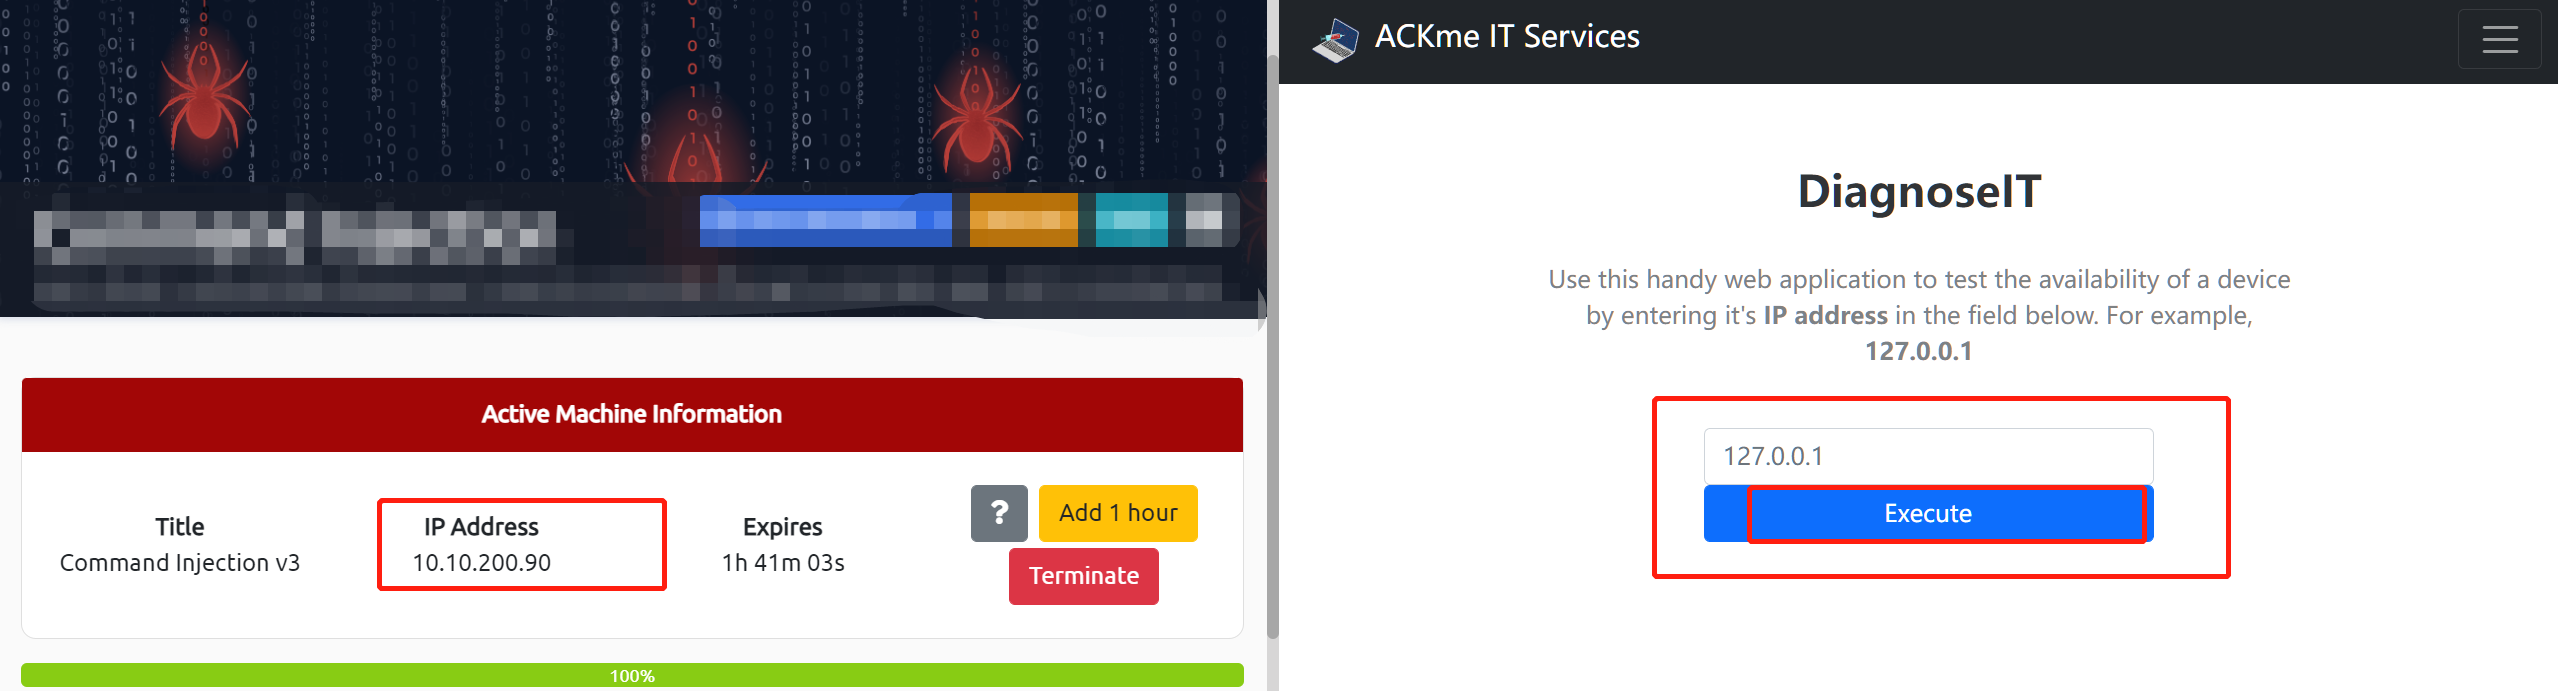 Active Machine Information
Title
IP Address
Expires
?
Add 1 hour
Command Injection v3
10.10.200.90
1h 41m 03s
Terminate
100%
ACKme IT Services
DiagnoseIT
Use this handy web application to test the availability of a device
by entering it's IP address in the field below. For example,
127.0.0.1
127.0.0.1
Execute